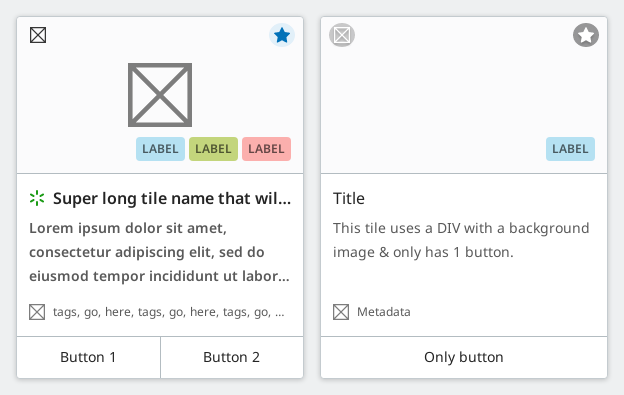 LABEL LABEL LABEL
Super long tile name that wil...
Lorem ipsum dolor sit amet,
consectetur adipiscing elit, sed do
eiusmod tempor incididunt ut labor...
tags, go, here, tags, go, here, tags, go, ...
Button 1 Button 2
LABEL
Title
This tile uses a DIV with a background
image & only has 1 button.
Metadata
Only button